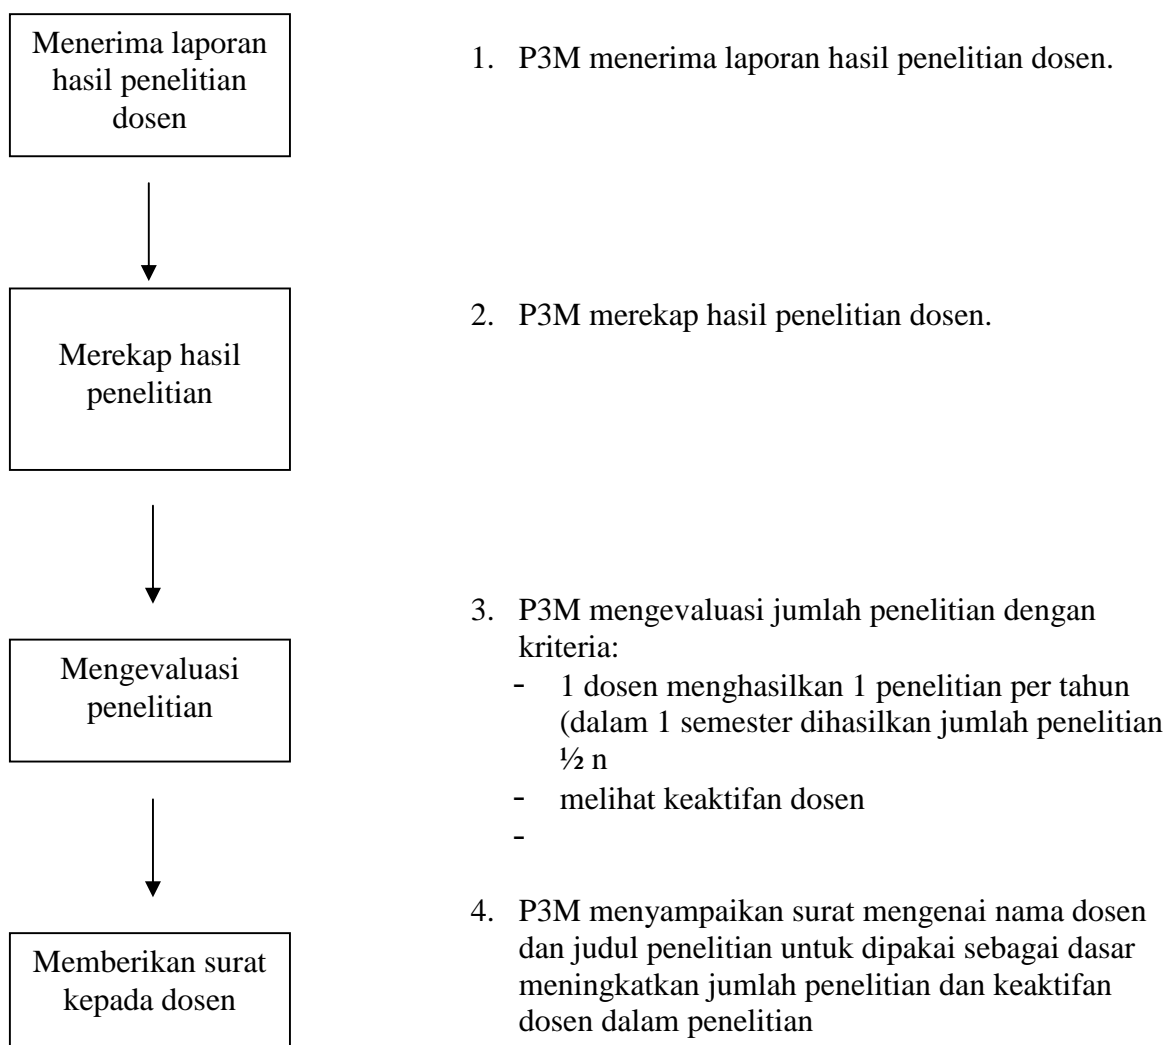 Menerima laporan
hasil penelitian
dosen
1. P3M menerima laporan hasil penelitian dosen.
Merekap hasil
penelitian
2. P3M merekap hasil penelitian dosen.
Mengevaluasi
penelitian
3. P3M mengevaluasi jumlah penelitian dengan
kriteria:
- 1 dosen menghasilkan 1 penelitian per tahun
(dalam 1 semester dihasilkan jumlah penelitian
½ n
- melihat keaktifan dosen
-
Memberikan surat
kepada dosen
4. P3M menyampaikan surat mengenai nama dosen
dan judul penelitian untuk dipakai sebagai dasar
meningkatkan jumlah penelitian dan keaktifan
dosen dalam penelitian